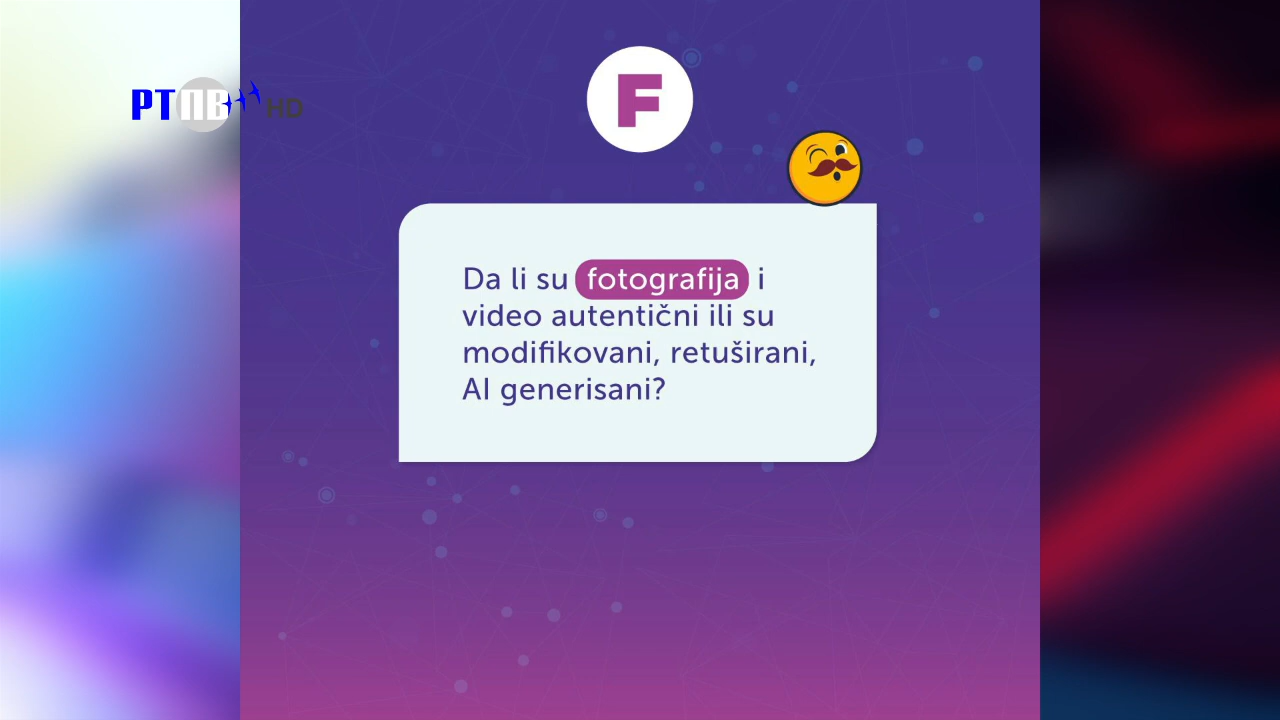 РТПВ HD
F
Da li su fotografija i
video autentični ili su
modifikovani, retuširani,
AI generisani?